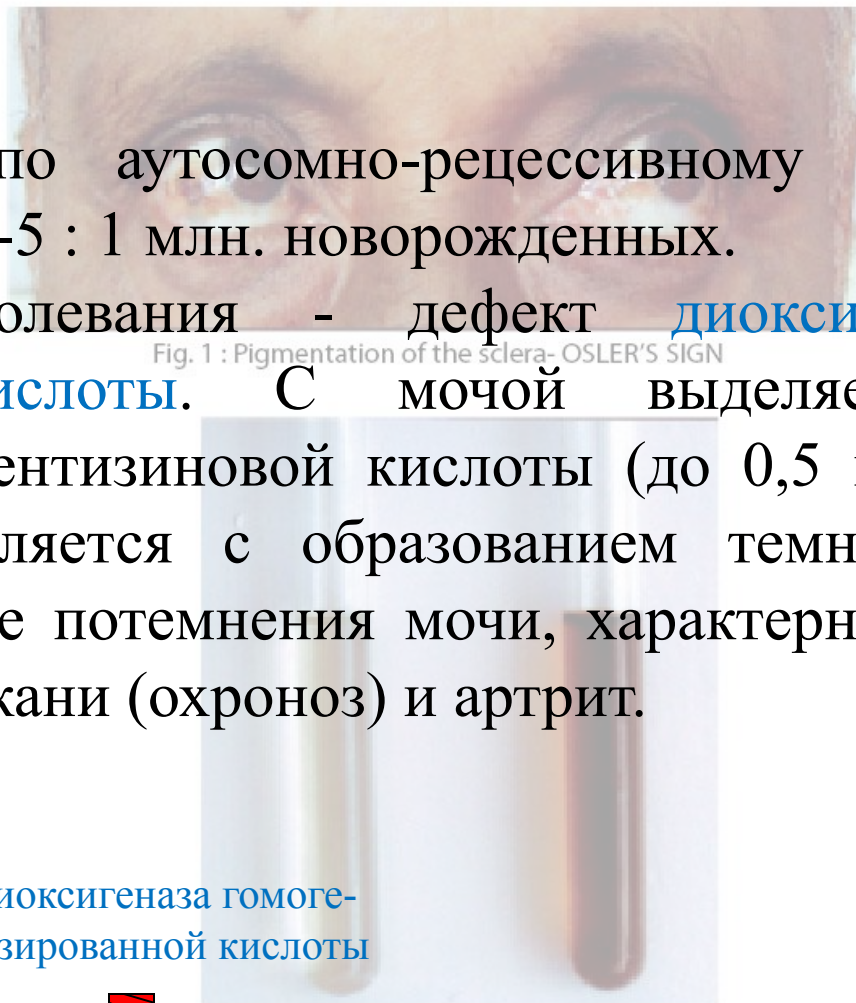 по аутосомно-рецессивному
-5 : 1 млн. новорожденных.
олевания - дефект диокси
Fig. 1 : Pigmentation of the sclera- OSLER'S SIGN
ислоты. С мочой выделяе
ентизиновой кислоты (до 0,5
ляется с образованием темн
е потемнения мочи, характерн
кани (охроноз) и артрит.
иоксигеназа гомоге-
зированной кислоты